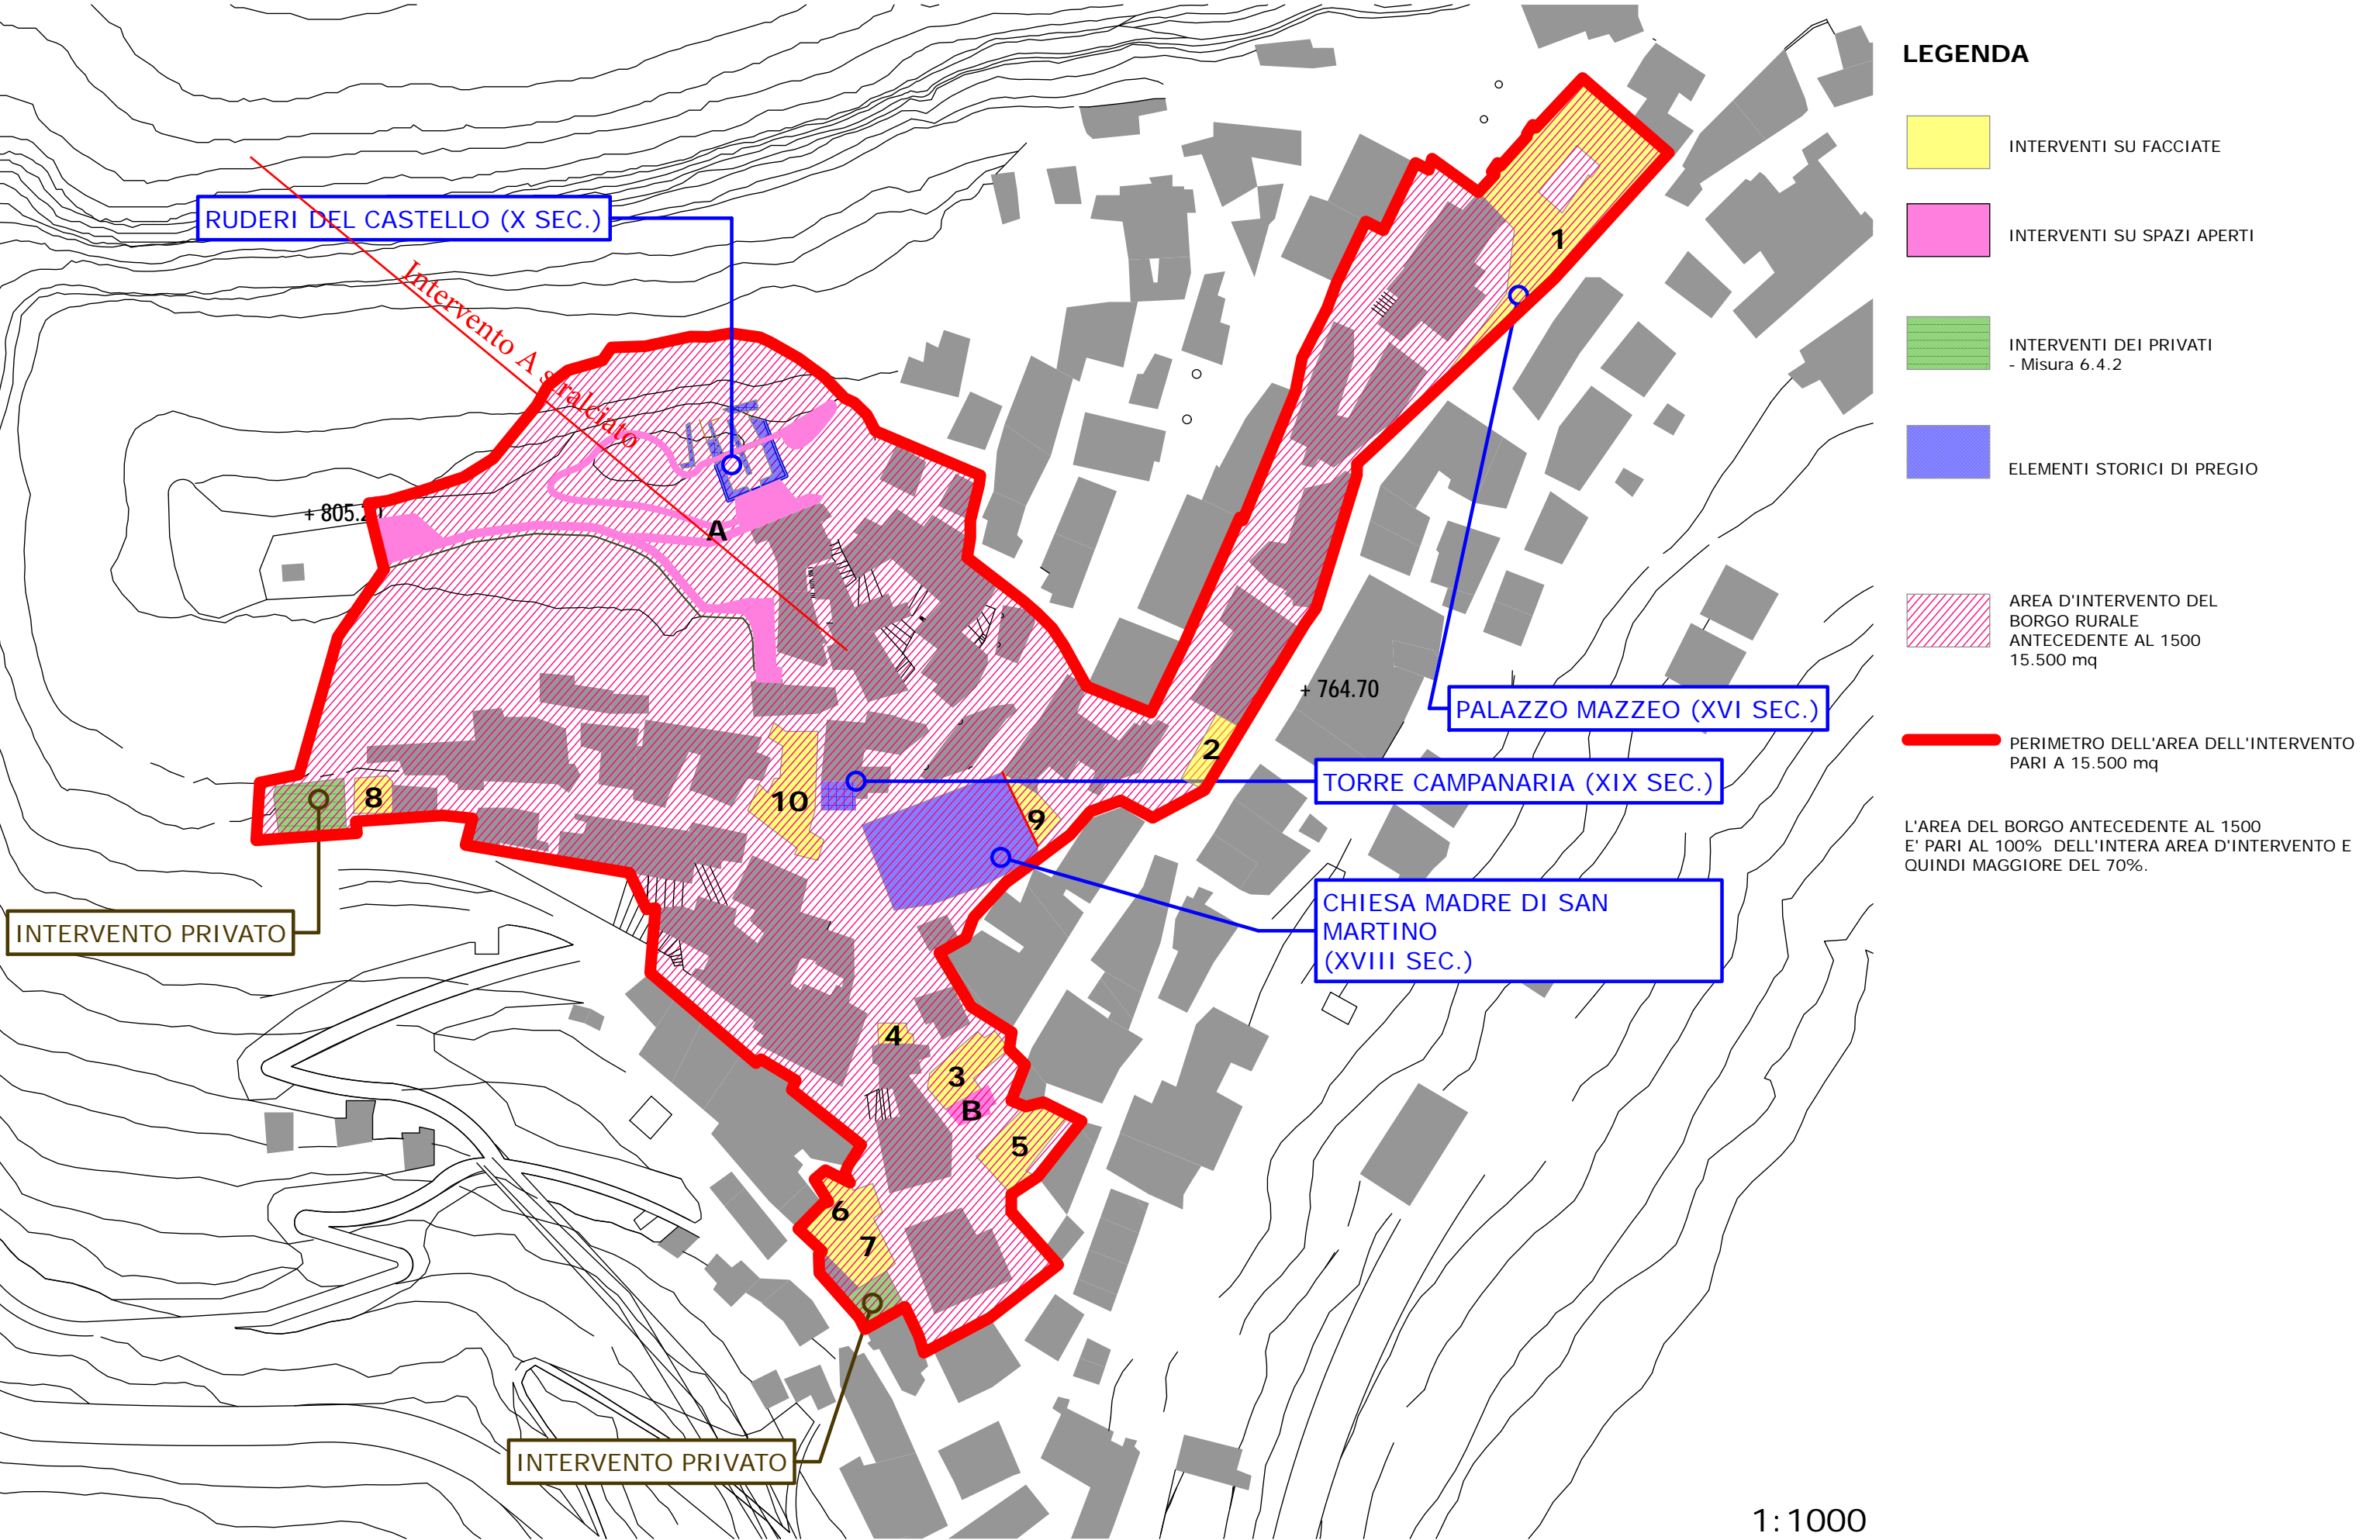 LEGENDA
INTERVENTI SU FACCIATE
INTERVENTI SU SPAZI APERTI
INTERVENTI DEI PRIVATI
- Misura 6.4.2
ELEMENTI STORICI DI PREGIO
AREA D'INTERVENTO DEL
BORGO RURALE
ANTECEDENTE AL 1500
15.500 mq
PERIMETRO DELL'AREA DELL'INTERVENTO
PARI A 15.500 mq
L'AREA DEL BORGO ANTECEDENTE AL 1500
E' PARI AL 100% DELL'INTERA AREA D'INTERVENTO E
QUINDI MAGGIORE DEL 70%.
RUDERI DEL CASTELLO (X SEC.)
Intervento A stralciato
1
+ 805.20
A
+ 764.70
PALAZZO MAZZEO (XVI SEC.)
2
TORRE CAMPANARIA (XIX SEC.)
8
10
9
CHIESA MADRE DI SAN
MARTINO
(XVIII SEC.)
INTERVENTO PRIVATO
4
3
B
5
6
7
INTERVENTO PRIVATO
1:1000